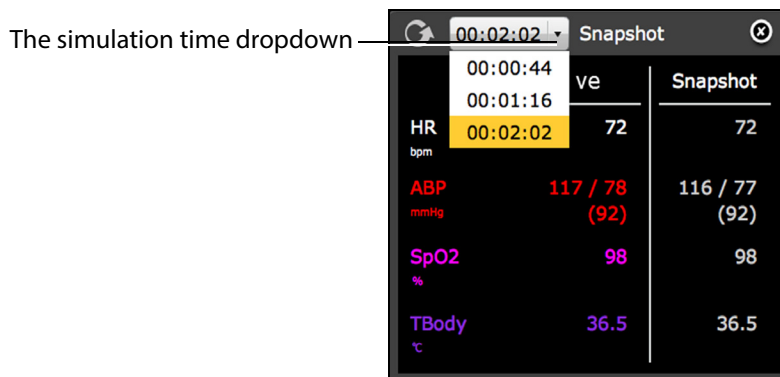 The simulation time dropdown
00:02:02 Snapshot
00:00:44
00:01:16
00:02:02
ve Snapshot
HR 72 72
bpm
ABP 117 / 78 116 / 77
mmHg (92) (92)
SpO2 98 98
%
TBody 36.5 36.5
°C